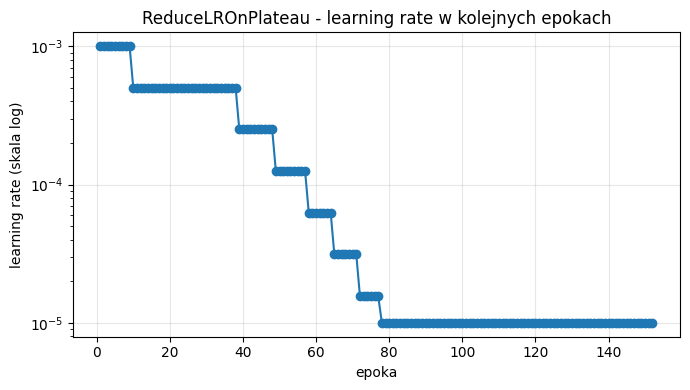 ReduceLROnPlateau - learning rate w kolejnych epokach
learning rate (skala log)
10⁻³
10⁻⁴
10⁻⁵
0 20 40 60 80 100 120 140
epoka